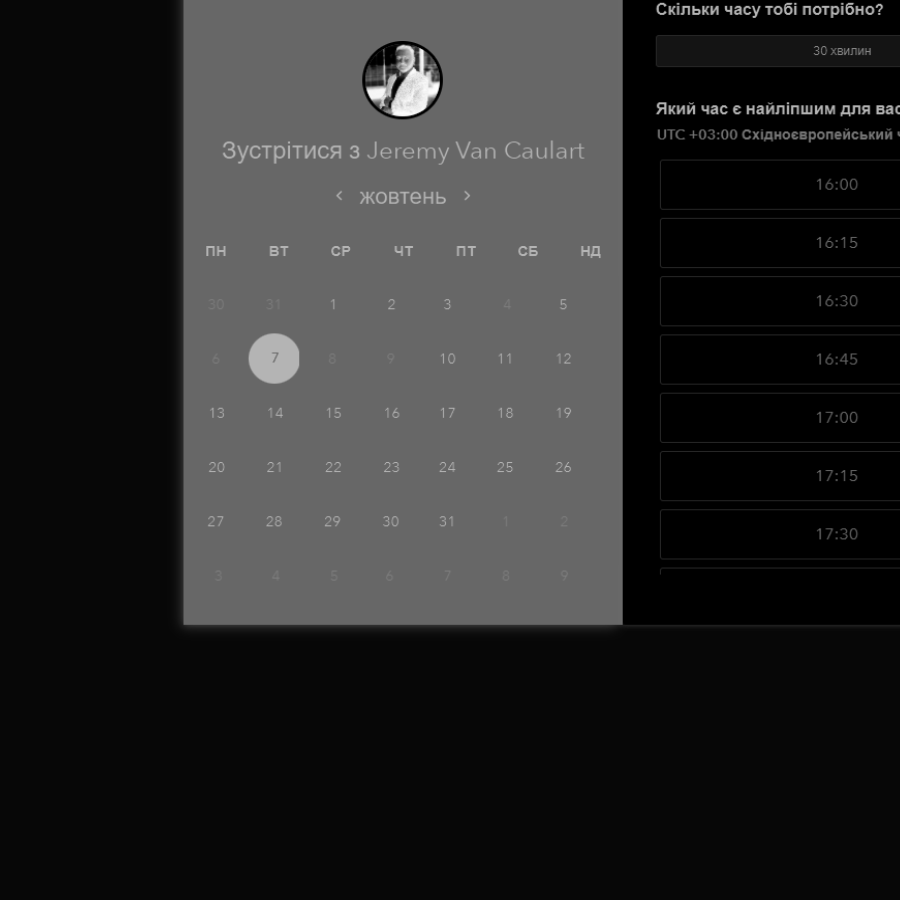 Зустрітися з Jeremy Van Caulart
жовтень
ПН ВТ СР ЧТ ПТ СБ НД
30 31 1 2 3 4 5
6 7 8 9 10 11 12
13 14 15 16 17 18 19
20 21 22 23 24 25 26
27 28 29 30 31 1 2
3 4 5 6 7 8 9
Скільки часу тобі потрібно?
30 хвилин
Який час є найліпшим для вас
UTC +03:00 Східноєвропейський
16:00
16:15
16:30
16:45
17:00
17:15
17:30